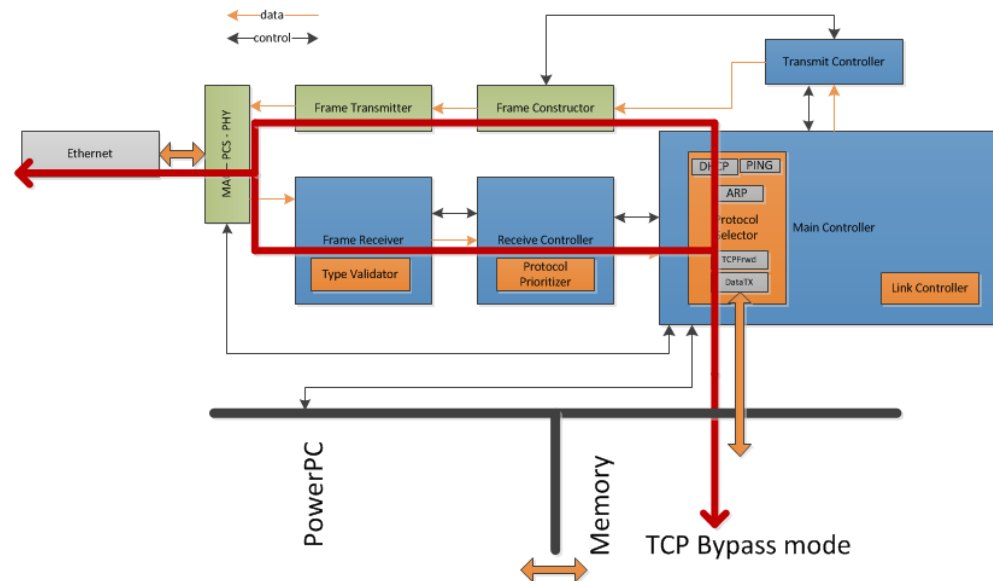 data
control
Transmit Controller
Frame Transmitter
Frame Constructor
MAC – PCS - PHY
Ethernet
DHCP
PING
ARP
Protocol
Selector
Main Controller
Frame Receiver
Receive Controller
TCPFrwd
Type Validator
Protocol
Prioritizer
DataTX
Link Controller
PowerPC
Memory
TCP Bypass mode